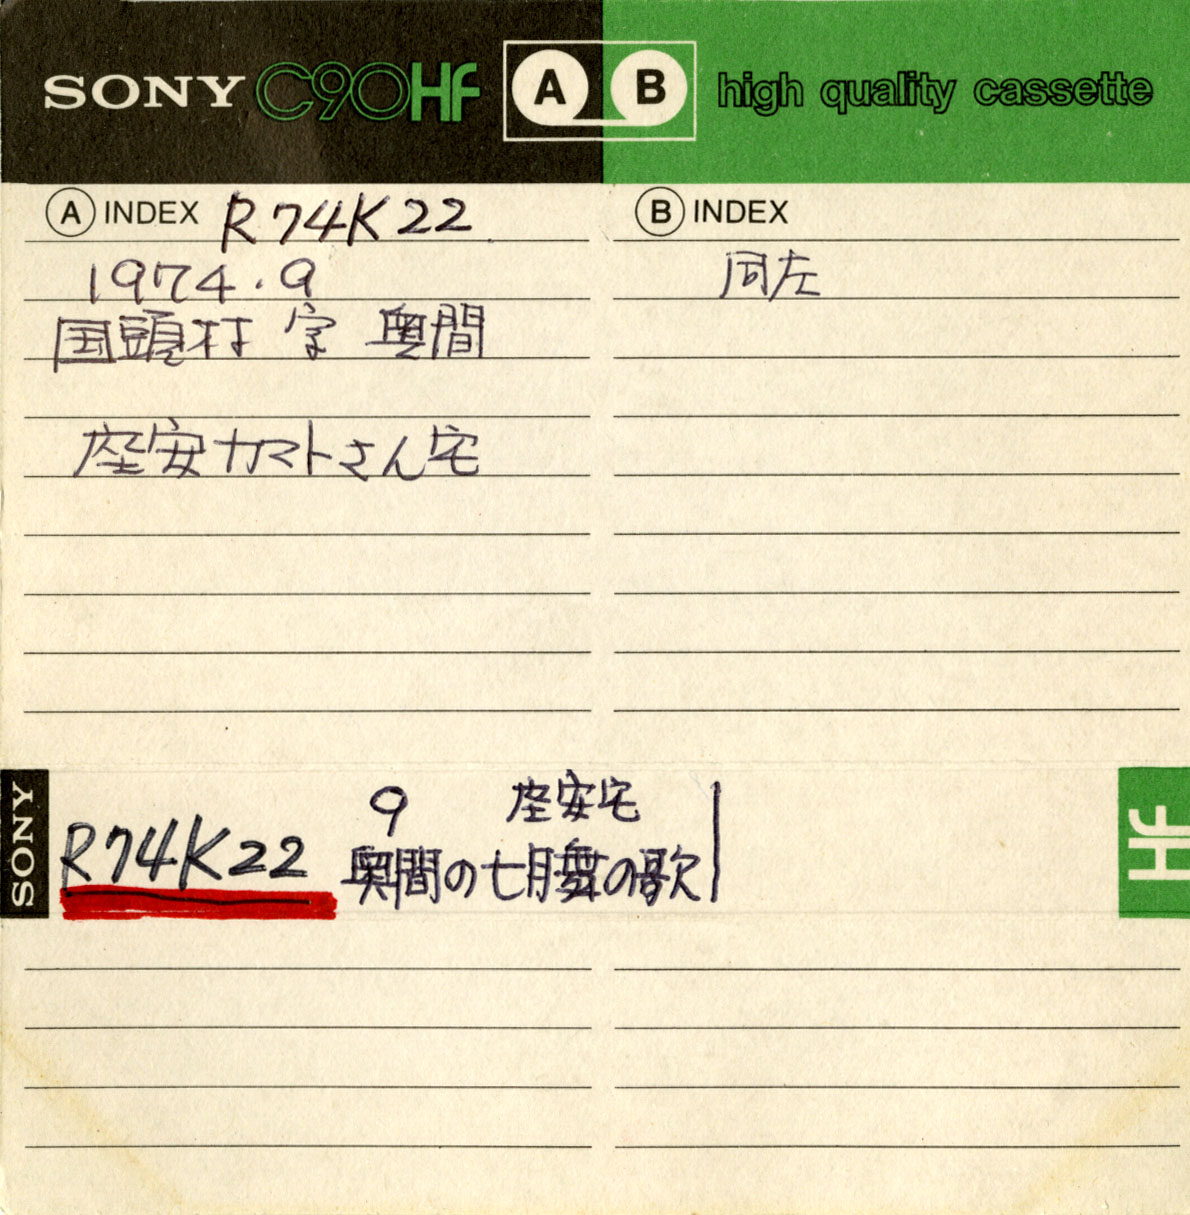 SONY C90Hf A B high quality cassette
A INDEX R74K22
1974.9
国頭村 字 奥間
座安カマトさん宅
B INDEX
同左
SONY
R74K22
9 座安宅
奥間の七月舞の歌
Hf